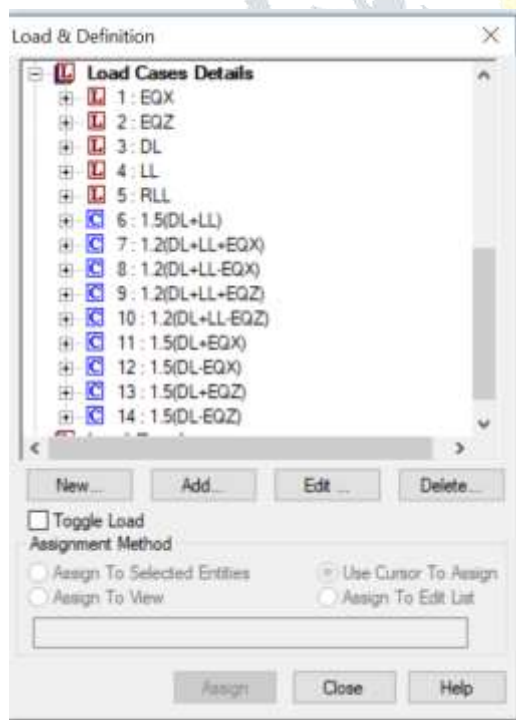 Load & Definition
Load Cases Details
1 : EQX
2 : EQZ
3 : DL
4 : LL
5 : RLL
6 : 1.5(DL+LL)
7 : 1.2(DL+LL+EQX)
8 : 1.2(DL+LL-EQX)
9 : 1.2(DL+LL+EQZ)
10 : 1.2(DL+LL-EQZ)
11 : 1.5(DL+EQX)
12 : 1.5(DL-EQX)
13 : 1.5(DL+EQZ)
14 : 1.5(DL-EQZ)
New... Add... Edit ... Delete...
Toggle Load
Assignment Method
Assign To Selected Entities Use Cursor To Assign
Assign To View Assign To Edit List
Assign Close Help